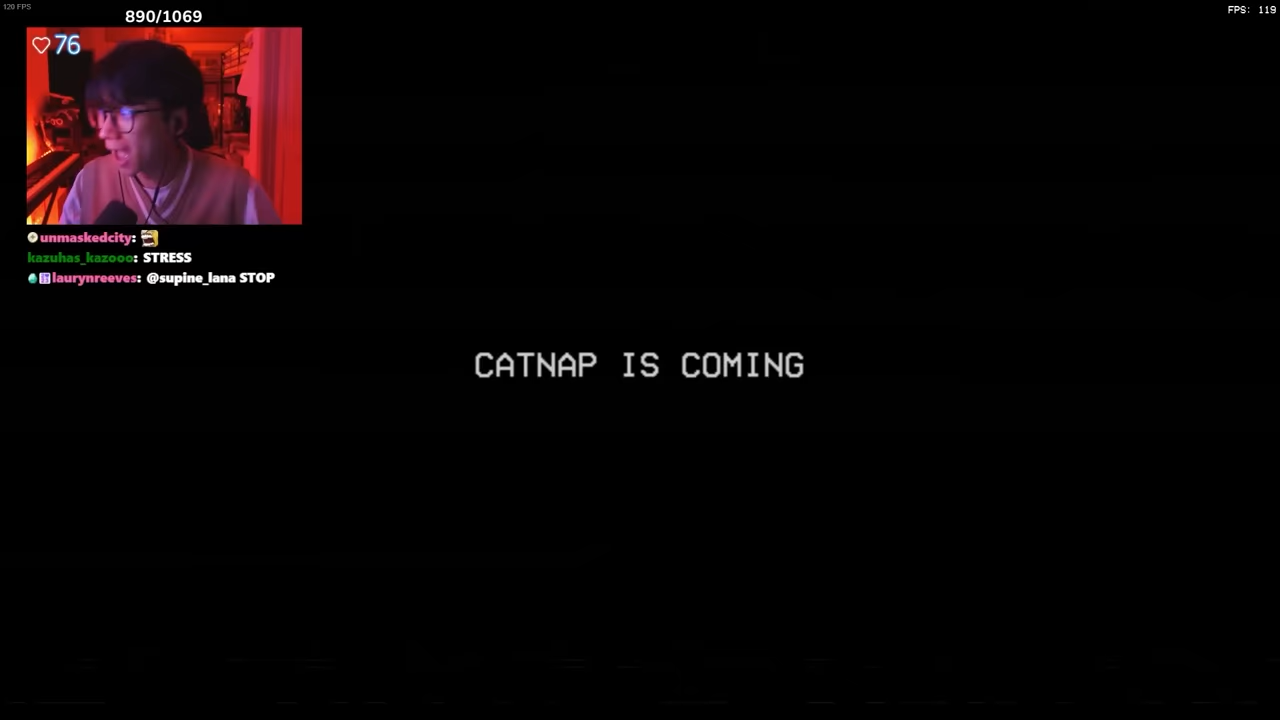 120 FPS
FPS: 119
890/1069
76
unmaskedcity:
kazuhas_kazooo: STRESS
laurynreeves: @supine_lana STOP
CATNAP IS COMING